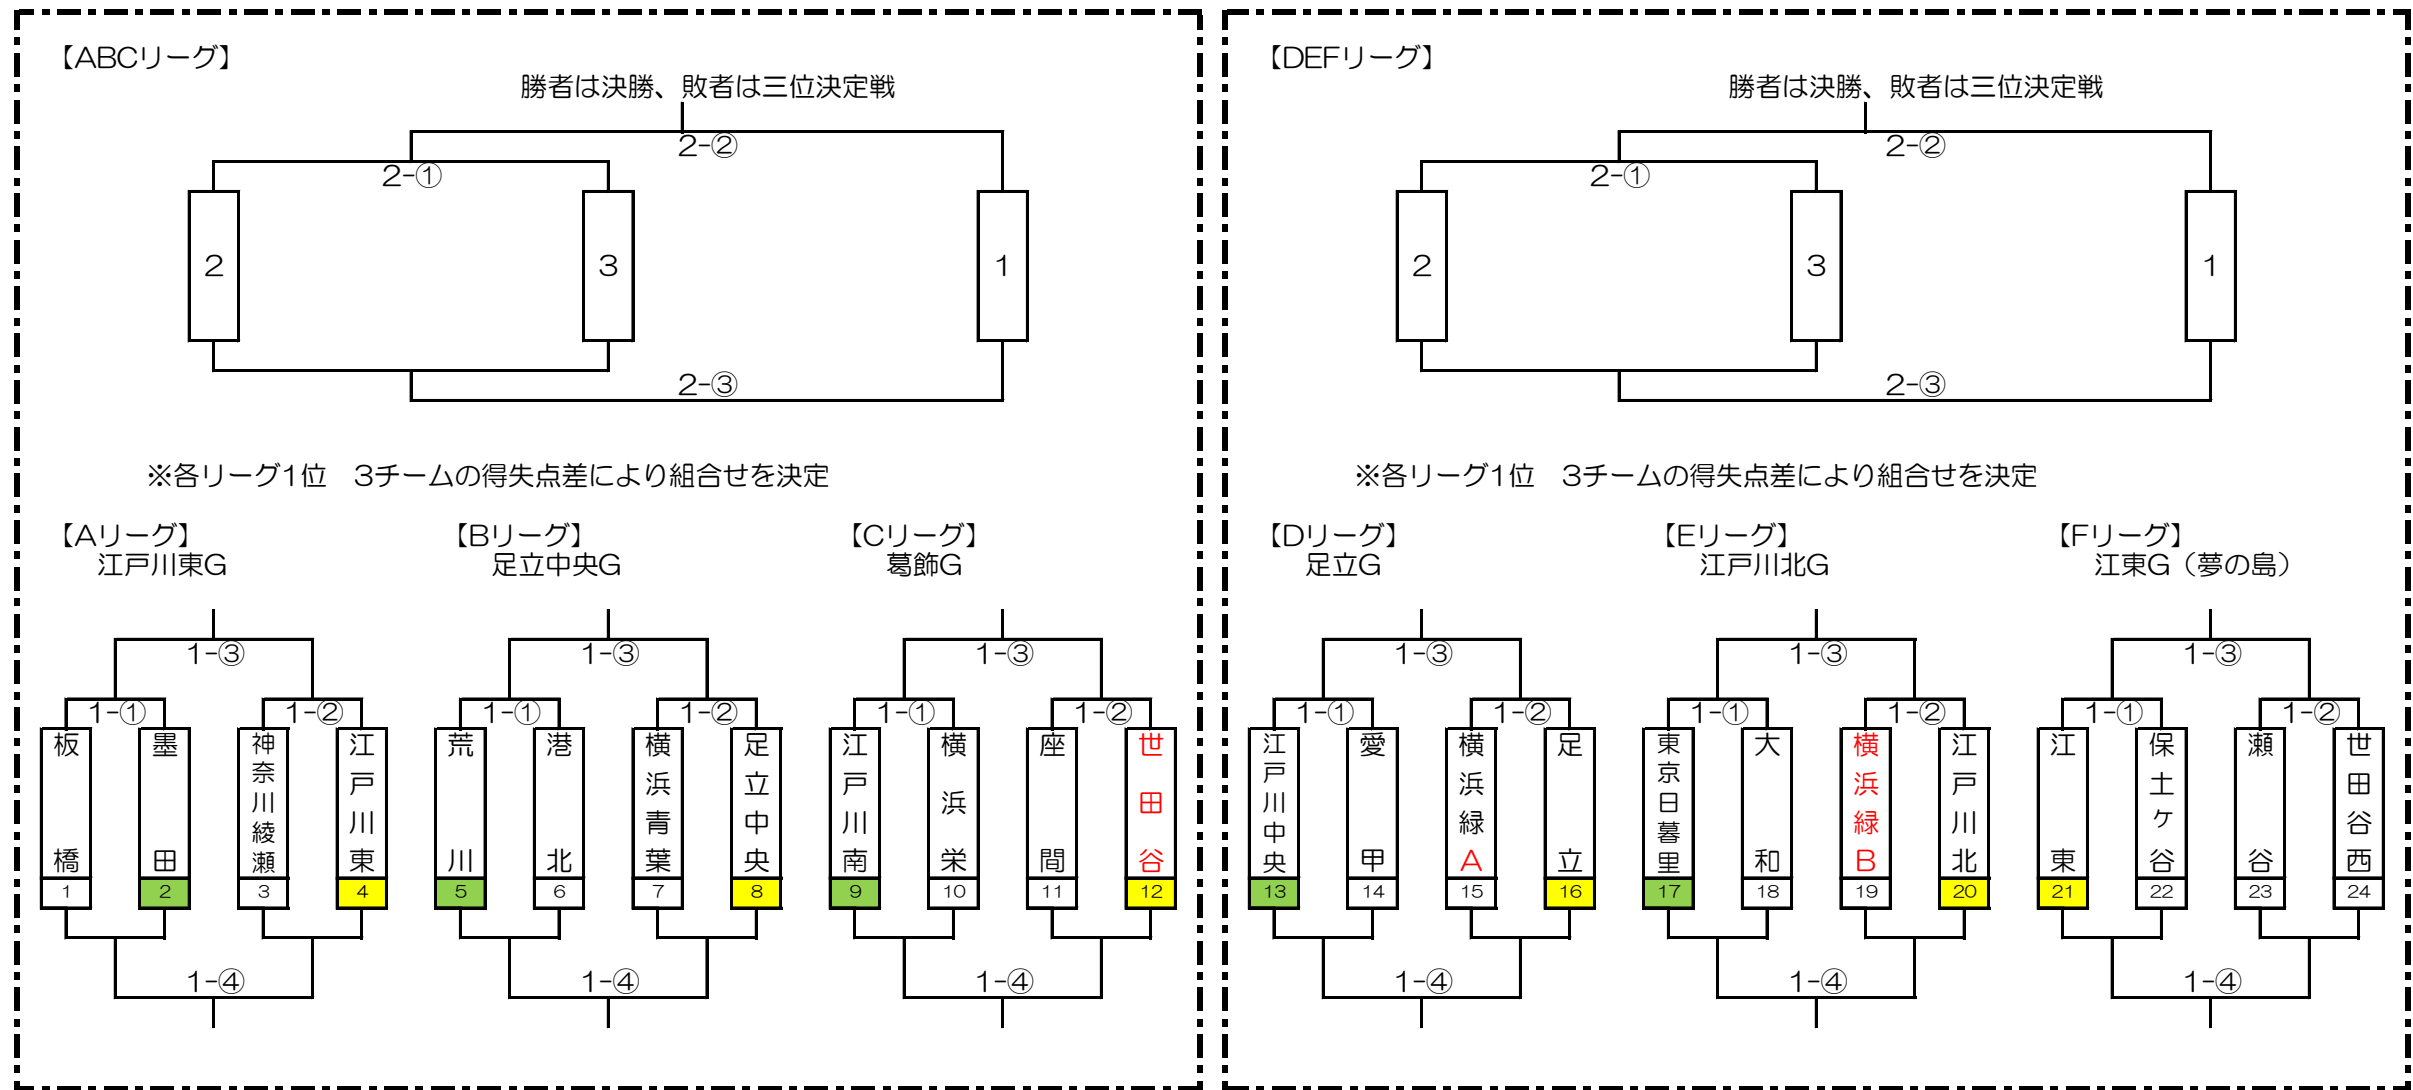 【ABCリーグ】
勝者は決勝、敗者は三位決定戦
2-②
2-①
2
3
1
2-③
※各リーグ1位　3チームの得失点差により組合せを決定
【Aリーグ】
江戸川東G
1-③
1-①
1-②
板橋
1
墨田
2
神奈川綾瀬
3
江戸川東
4
1-④
【Bリーグ】
足立中央G
1-③
1-①
1-②
荒川
5
港北
6
横浜青葉
7
足立中央
8
1-④
【Cリーグ】
葛飾G
1-③
1-①
1-②
江戸川南
9
横浜栄
10
座間
11
世田谷
12
1-④
【DEFリーグ】
勝者は決勝、敗者は三位決定戦
2-②
2-①
2
3
1
2-③
※各リーグ1位　3チームの得失点差により組合せを決定
【Dリーグ】
足立G
1-③
1-①
1-②
江戸川中央
13
愛甲
14
横浜緑A
15
足立
16
1-④
【Eリーグ】
江戸川北G
1-③
1-①
1-②
東京日暮里
17
大和
18
横浜緑B
19
江戸川北
20
1-④
【Fリーグ】
江東G（夢の島）
1-③
1-①
1-②
江東
21
保土ケ谷
22
瀬谷
23
世田谷西
24
1-④